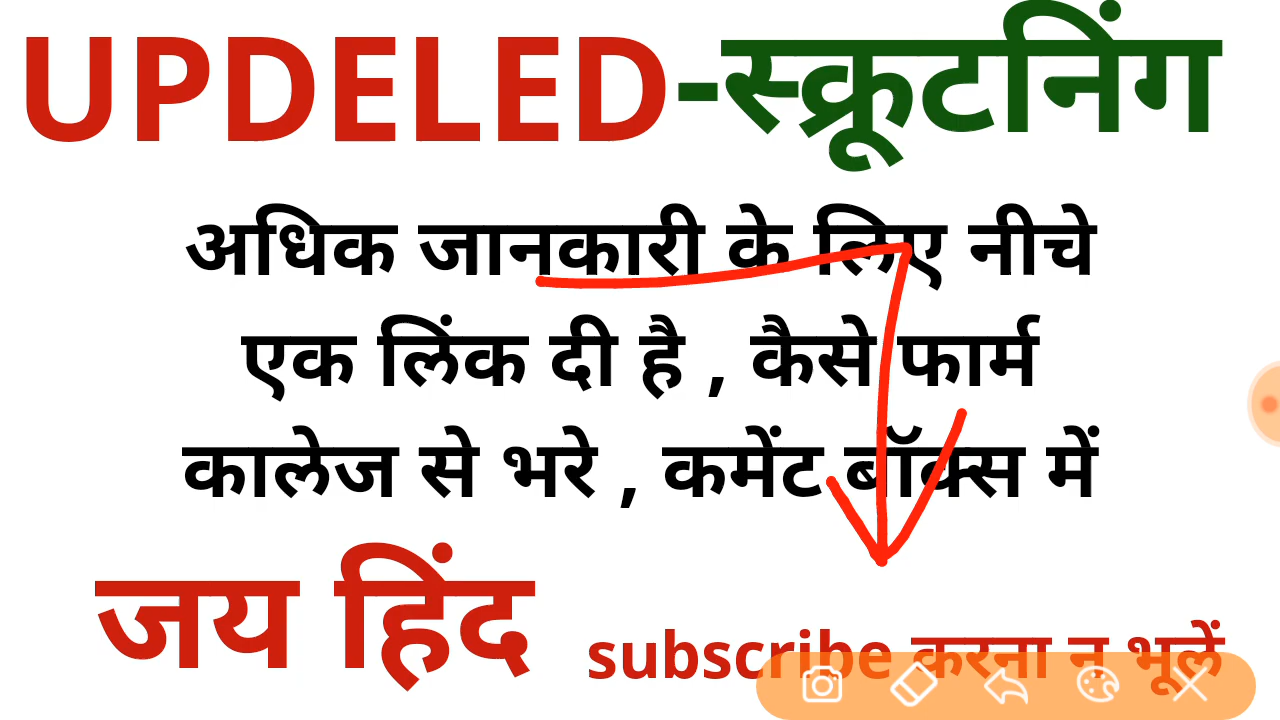 UPDELED-स्क्रूटनिंग
अधिक जानकारी के लिए नीचे
एक लिंक दी है , कैसे फार्म
कालेज से भरे , कमेंट बॉक्स में
जय हिंद
subscribe करना न भूलें